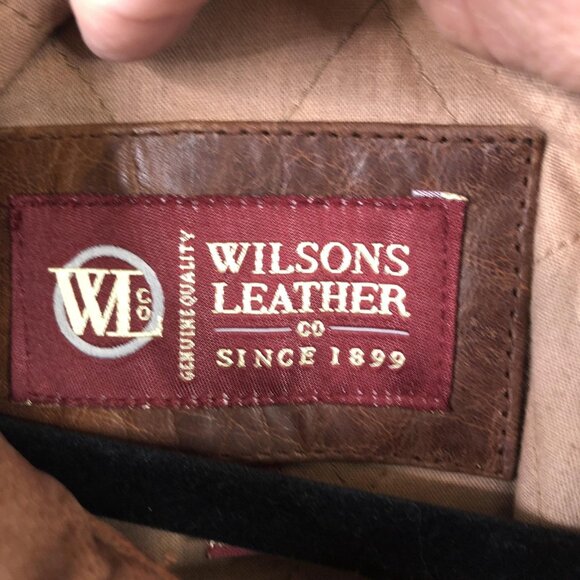 WL
CO
GENUINE QUALITY
WILSONS
LEATHER
CO
SINCE 1899